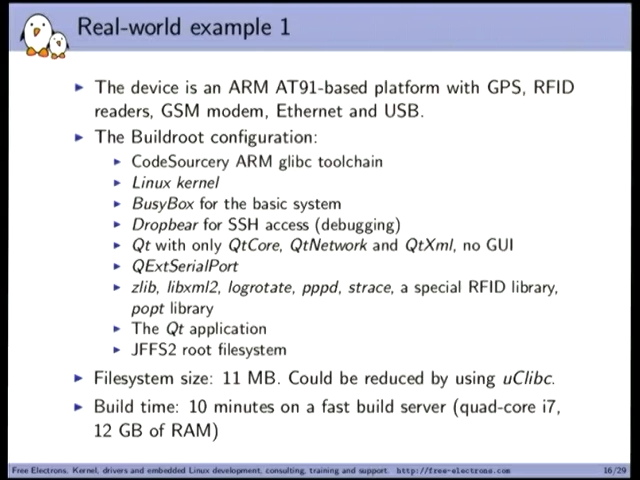 Real-world example 1
The device is an ARM AT91-based platform with GPS, RFID
readers, GSM modem, Ethernet and USB.
The Buildroot configuration:
CodeSourcery ARM glibc toolchain
Linux kernel
BusyBox for the basic system
Dropbear for SSH access (debugging)
Qt with only QtCore, QtNetwork and QtXml, no GUI
QExtSerialPort
zlib, libxml2, logrotate, pppd, strace, a special RFID library,
popt library
The Qt application
JFFS2 root filesystem
Filesystem size: 11 MB. Could be reduced by using uClibc.
Build time: 10 minutes on a fast build server (quad-core i7,
12 GB of RAM)
Free Electrons. Kernel, drivers and embedded Linux development, consulting, training and support. http://free-electrons.com 16/29